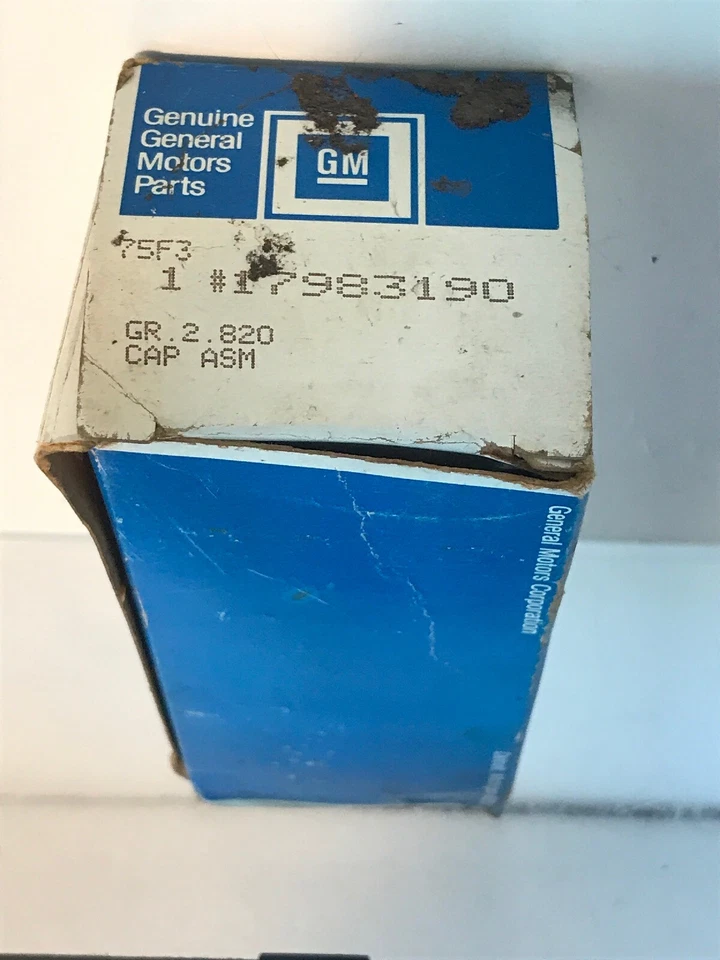 Genuine
General
Motors
Parts
GM
75F3
1 #17983190
GR.2.820
CAP ASM
General Motors Corporation